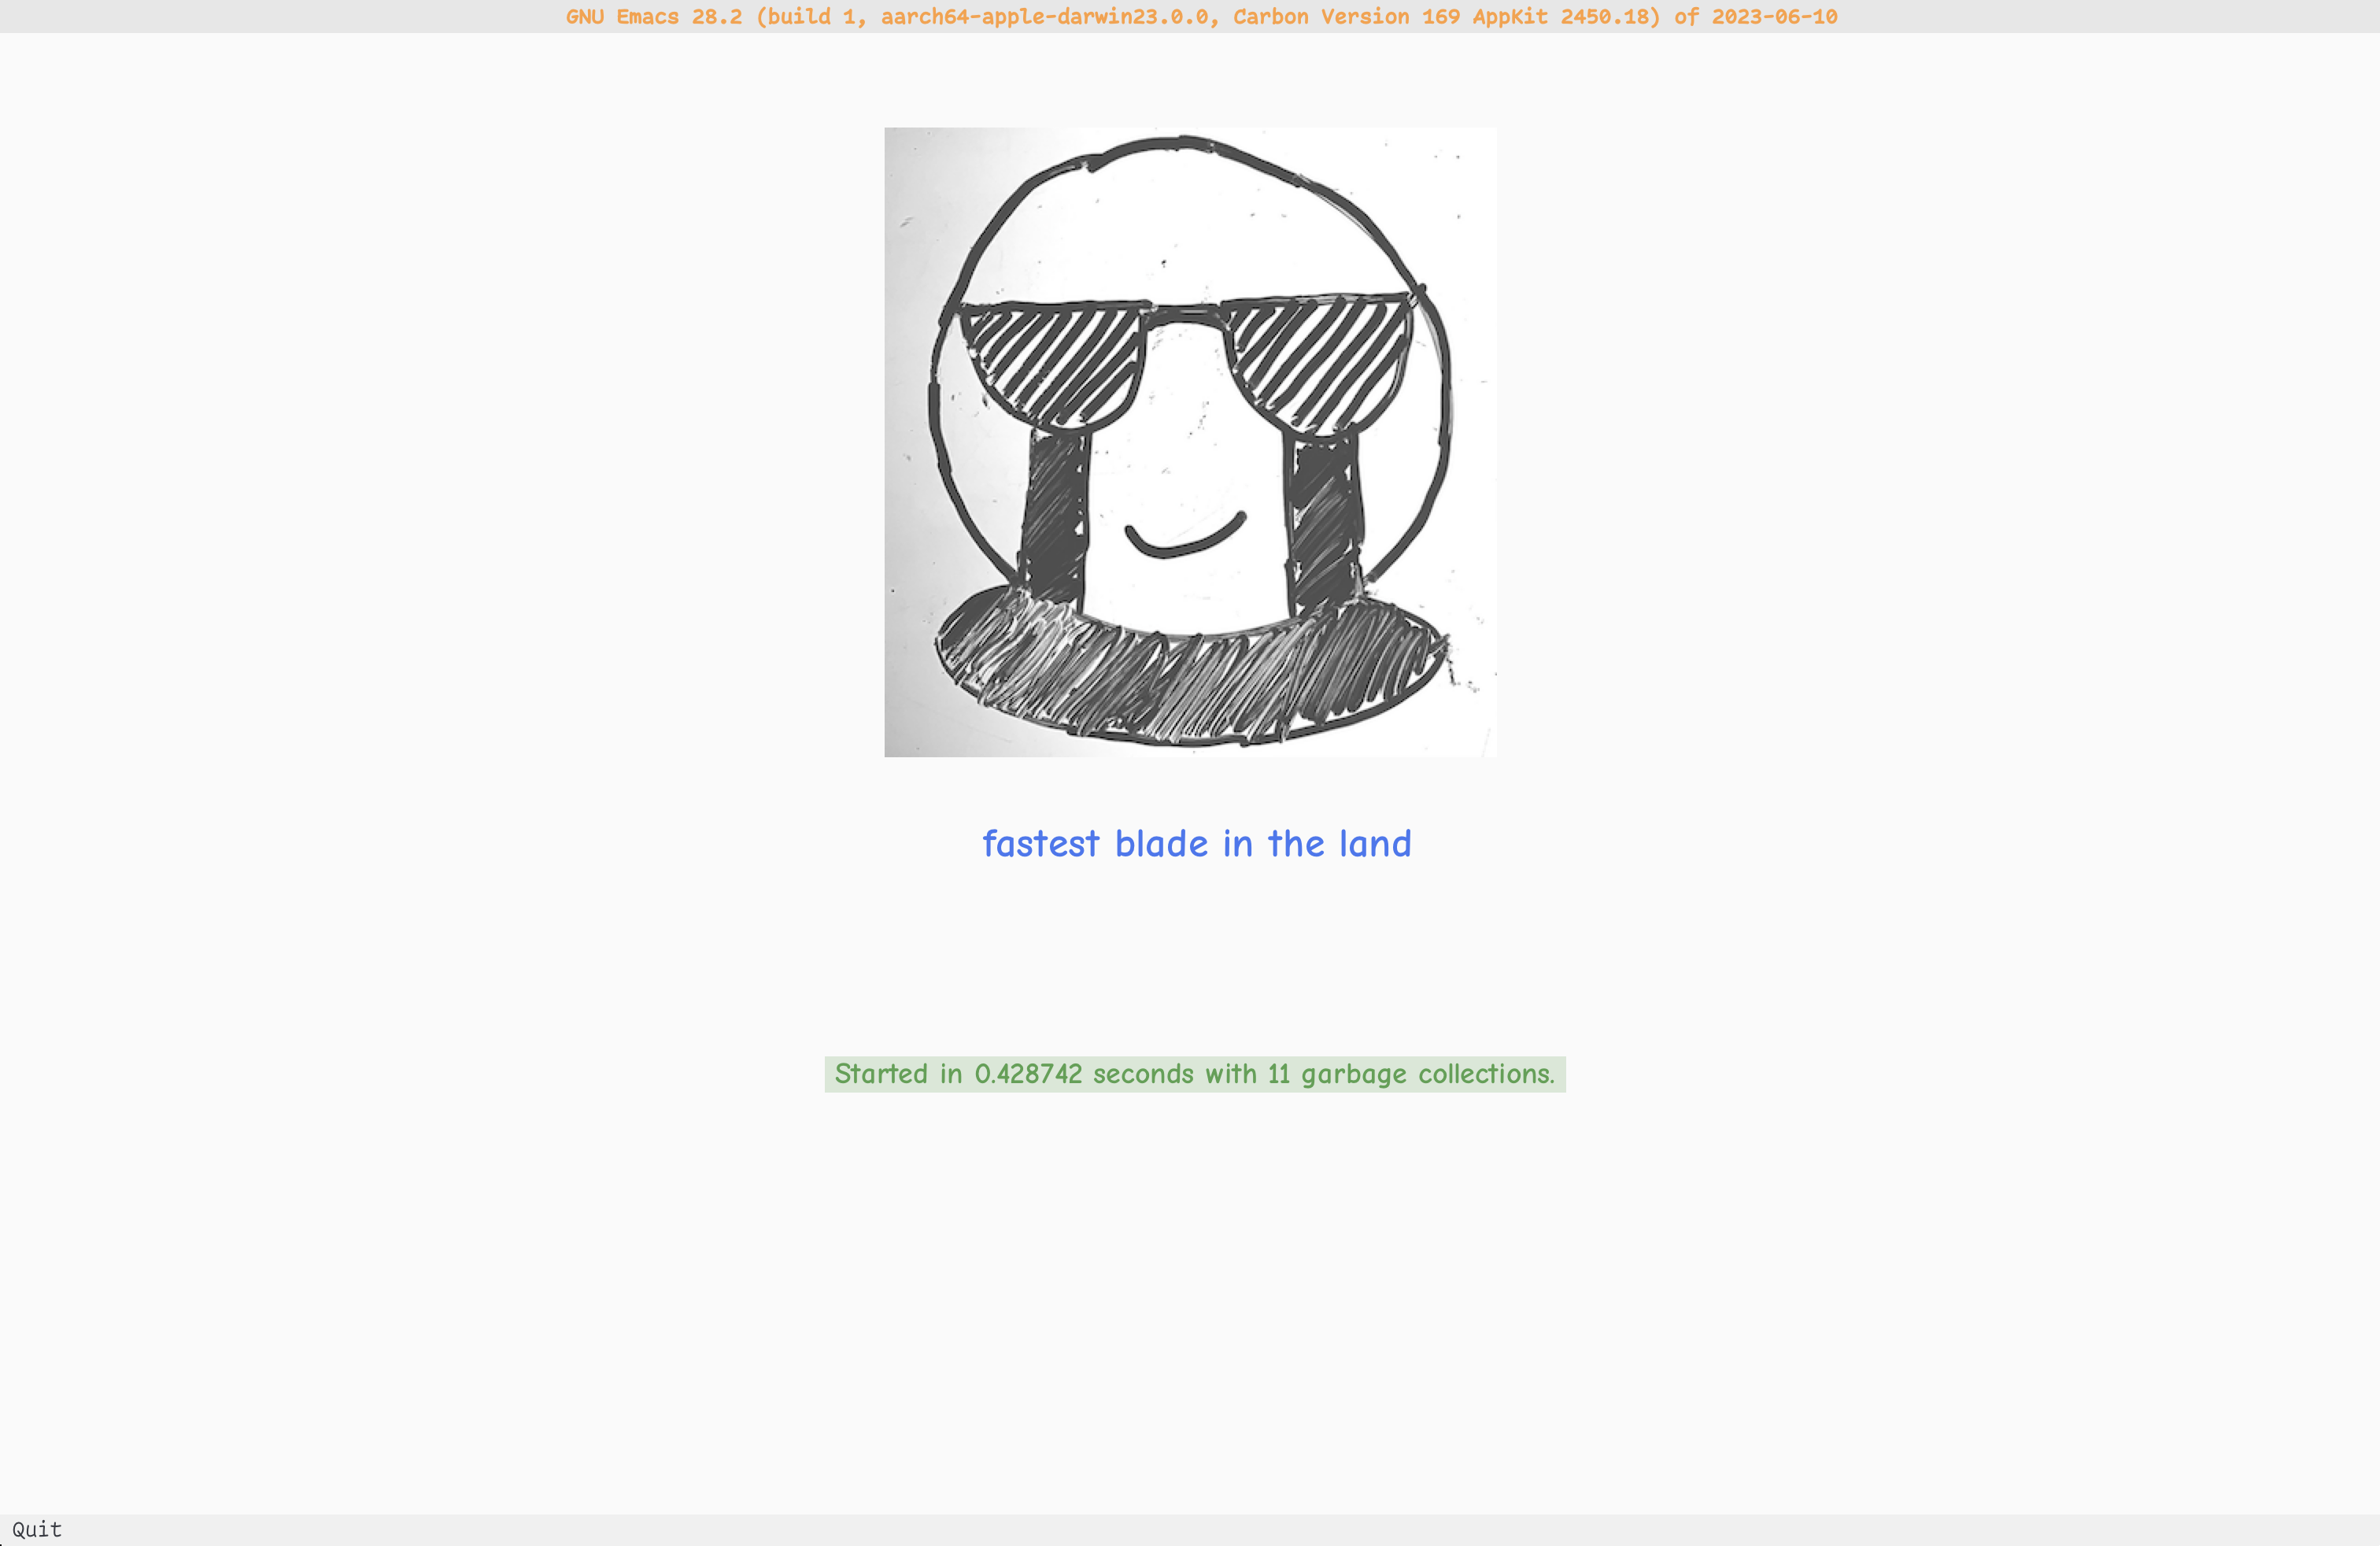 GNU Emacs 28.2 (build 1, aarch64-apple-darwin23.0.0, Carbon Version 169 AppKit 2450.18) of 2023-06-10
fastest blade in the land
Started in 0.428742 seconds with 11 garbage collections.
Quit